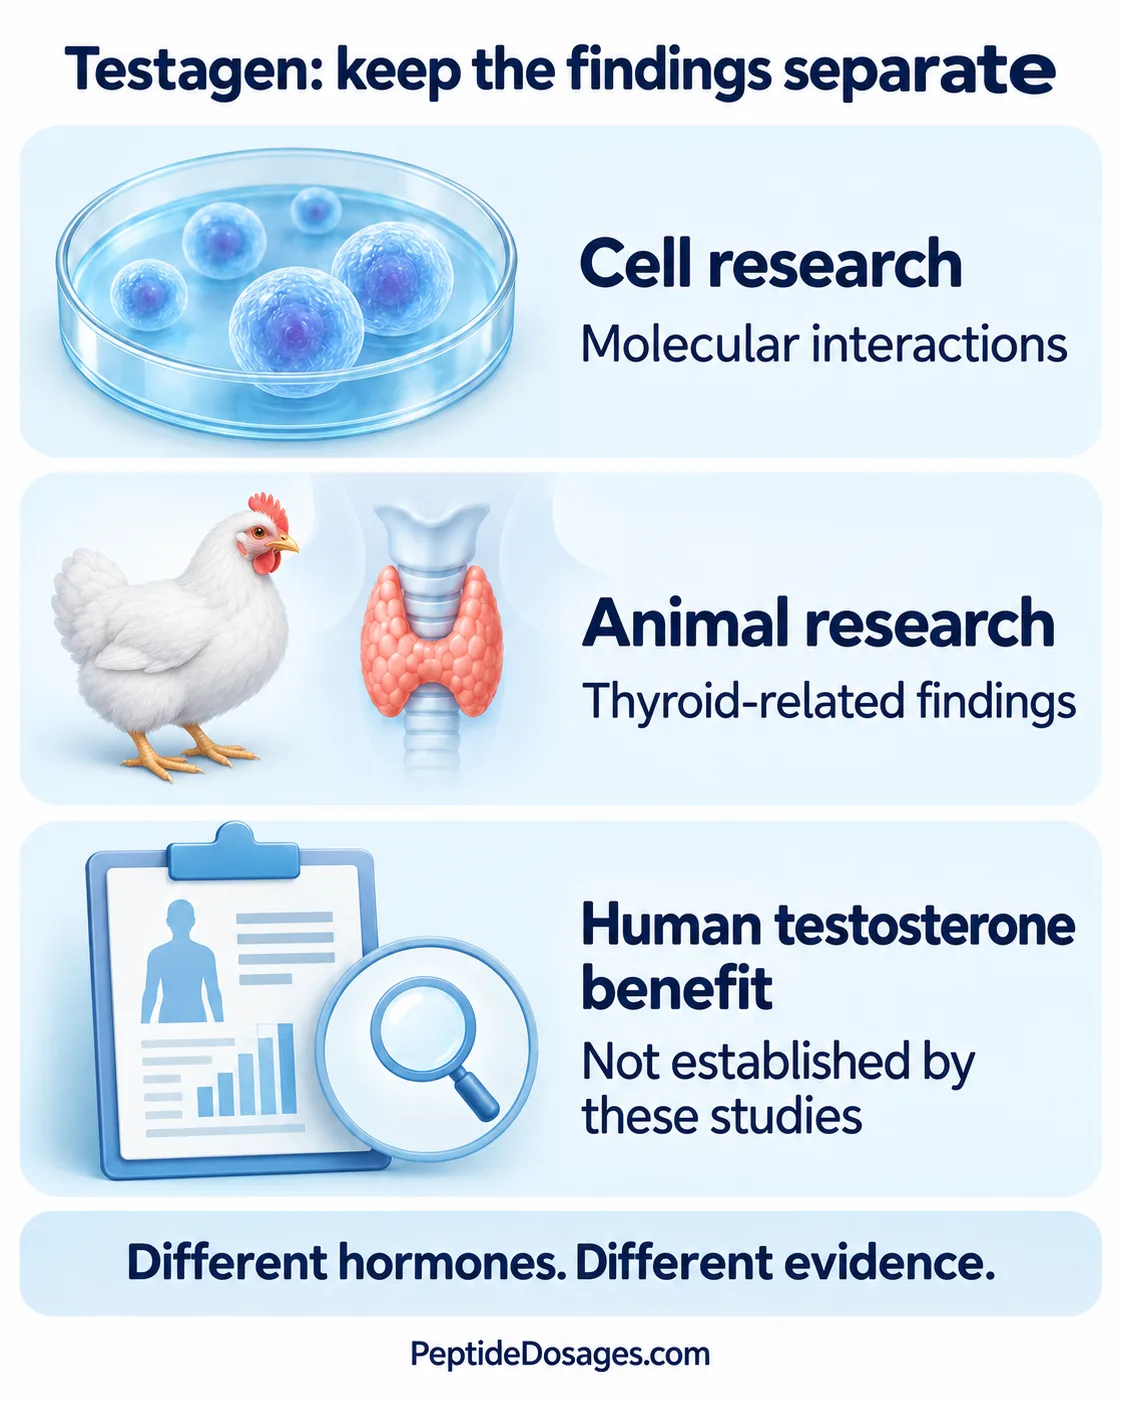 Testagen: keep the findings separate
Cell research
Molecular interactions
Animal research
Thyroid-related findings
Human testosterone
benefit
Not established by
these studies
Different hormones. Different evidence.
PeptideDosages.com